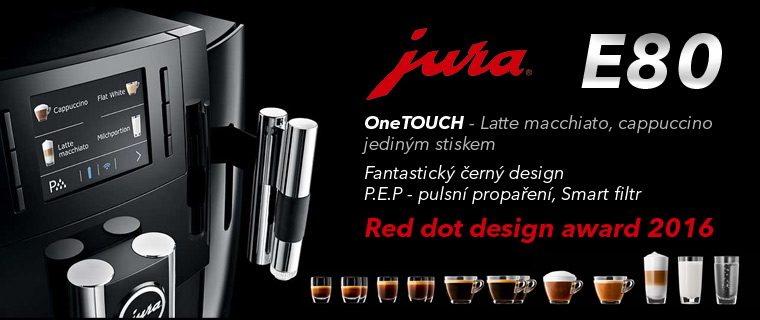 Cappuccino
Flat White
Latte
macchiato
Milchportion
P
jura
jura®
E80
OneTOUCH - Latte macchiato, cappuccino
jediným stiskem
Fantastický černý design
P.E.P - pulsní propaření, Smart filtr
Red dot design award 2016